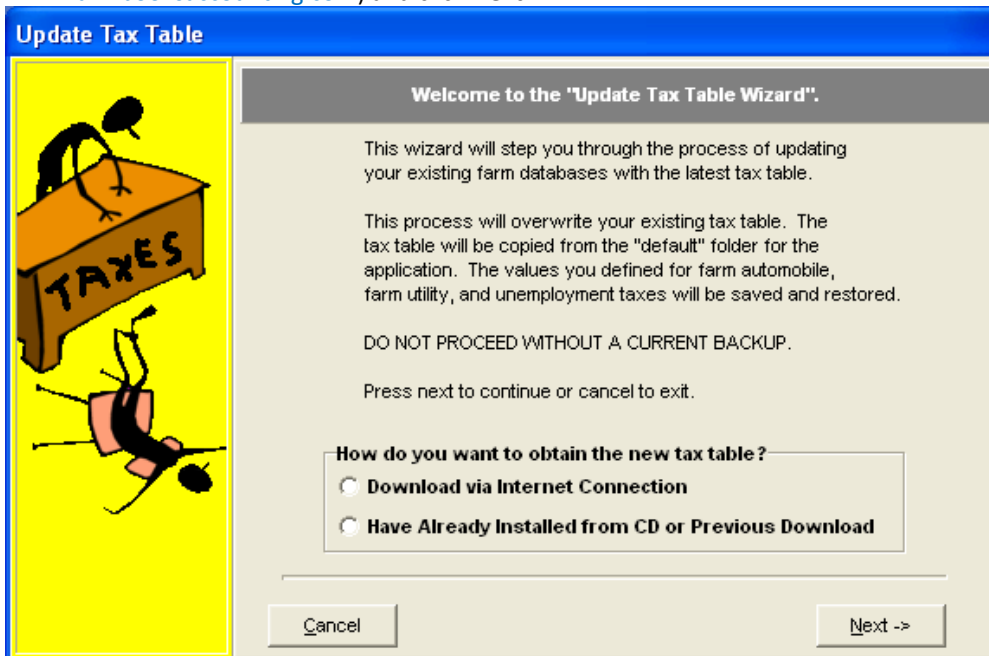 Update Tax Table
Welcome to the "Update Tax Table Wizard".
TAXES
This wizard will step you through the process of updating
your existing farm databases with the latest tax table.
This process will overwrite your existing tax table. The
tax table will be copied from the "default" folder for the
application. The values you defined for farm automobile,
farm utility, and unemployment taxes will be saved and restored.
DO NOT PROCEED WITHOUT A CURRENT BACKUP.
Press next to continue or cancel to exit.
How do you want to obtain the new tax table?
Download via Internet Connection
Have Already Installed from CD or Previous Download
Cancel
Next ->